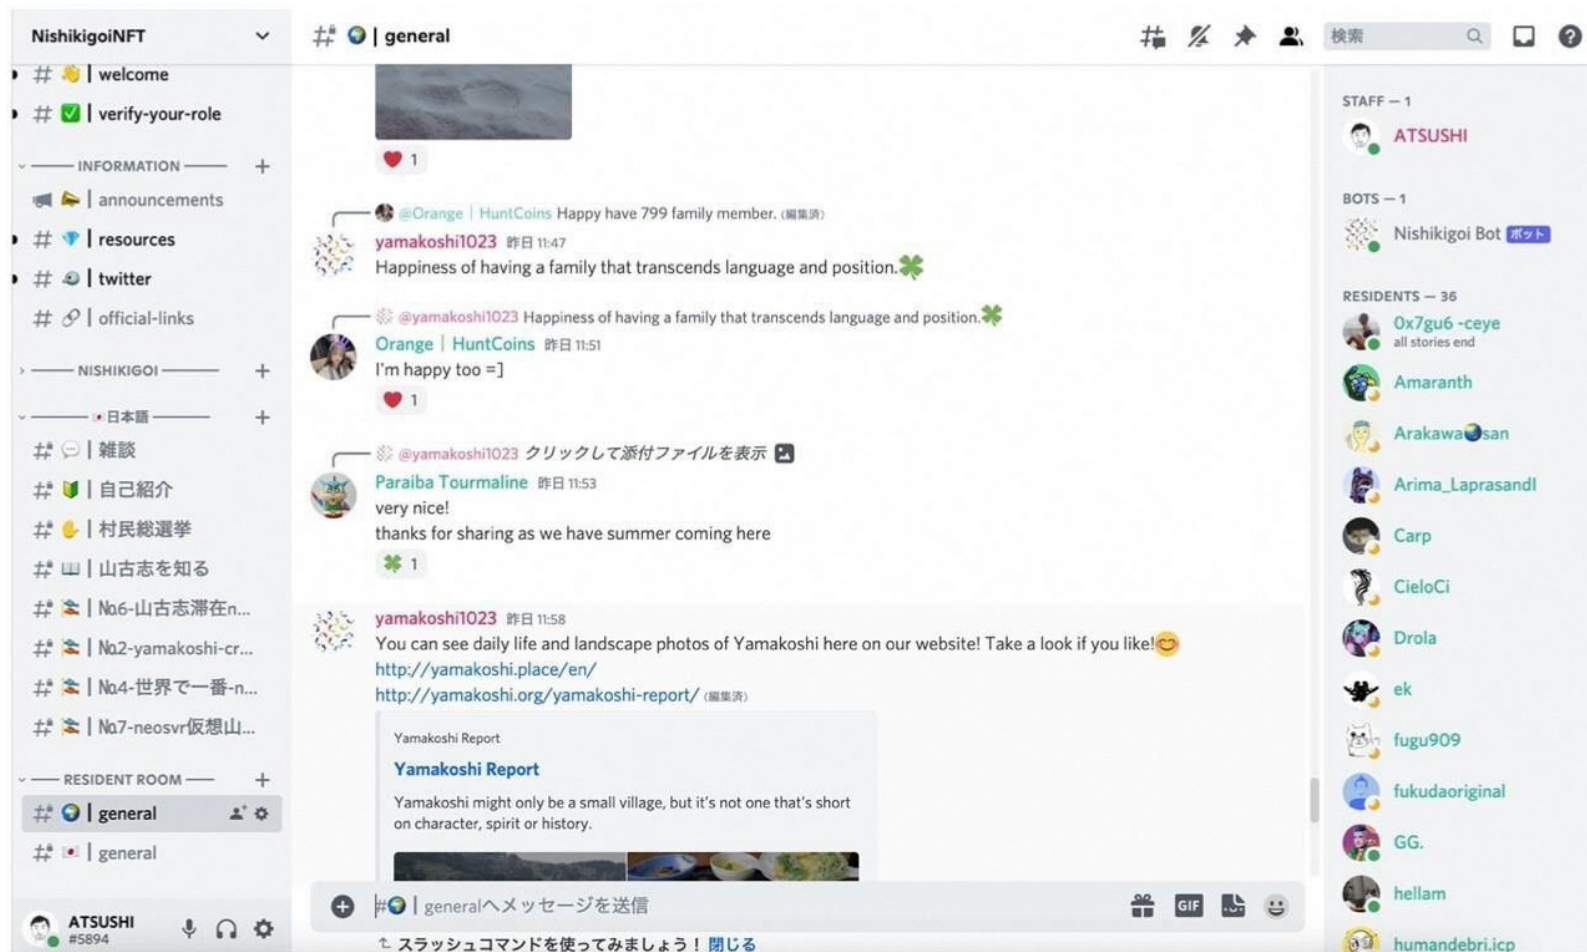 NishikigoiNFT
welcome
verify-your-role
INFORMATION
announcements
resources
twitter
official-links
NISHIKIGOI
日本語
雑談
自己紹介
村民総選挙
山古志を知る
No.6-山古志滞在n...
No.2-yamakoshi-cr...
No.4-世界で一番-n...
No.7-neosvr仮想山...
RESIDENT ROOM
general
general
ATSUSHI
#5894
general
検索
1
@Orange | HuntCoins Happy have 799 family member. (編集済)
yamakoshi1023 昨日 11:47
Happiness of having a family that transcends language and position.🍀
@yamakoshi1023 Happiness of having a family that transcends language and position.🍀
Orange | HuntCoins 昨日 11:51
I'm happy too =]
1
@yamakoshi1023 クリックして添付ファイルを表示
Paraiba Tourmaline 昨日 11:53
very nice!
thanks for sharing as we have summer coming here
1
yamakoshi1023 昨日 11:58
You can see daily life and landscape photos of Yamakoshi here on our website! Take a look if you like!😊
http://yamakoshi.place/en/
http://yamakoshi.org/yamakoshi-report/ (編集済)
Yamakoshi Report
Yamakoshi Report
Yamakoshi might only be a small village, but it's not one that's short
on character, spirit or history.
#🌍 | generalへメッセージを送信
GIF
スラッシュコマンドを使ってみましょう！ 閉じる
STAFF — 1
ATSUSHI
BOTS — 1
Nishikigoi Bot ボット
RESIDENTS — 36
0x7gu6 -ceye
all stories end
Amaranth
Arakawa🌏san
Arima_Laprasandl
Carp
CieloCi
Drola
ek
fugu909
fukudaoriginal
GG.
hellam
humandebri.icp